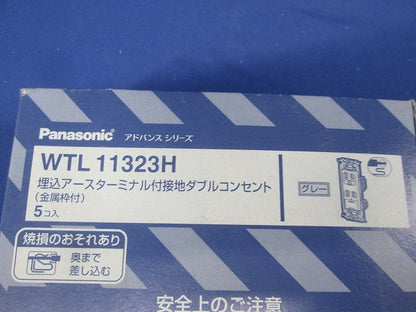 Panasonic アドバンス シリーズ
WTL 11323H
埋込アースターミナル付接地ダブルコンセント
(金属枠付)
5コ入
グレー
焼損のおそれあり
奥まで
差し込む
安全上のご注意